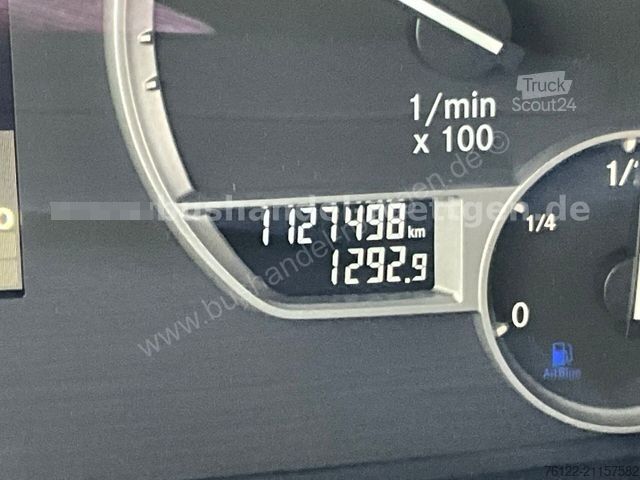 Truck
Scout24
1/min
x 100
1127498 km
1292.9
1/4
0
AdBlue
76122-21157582